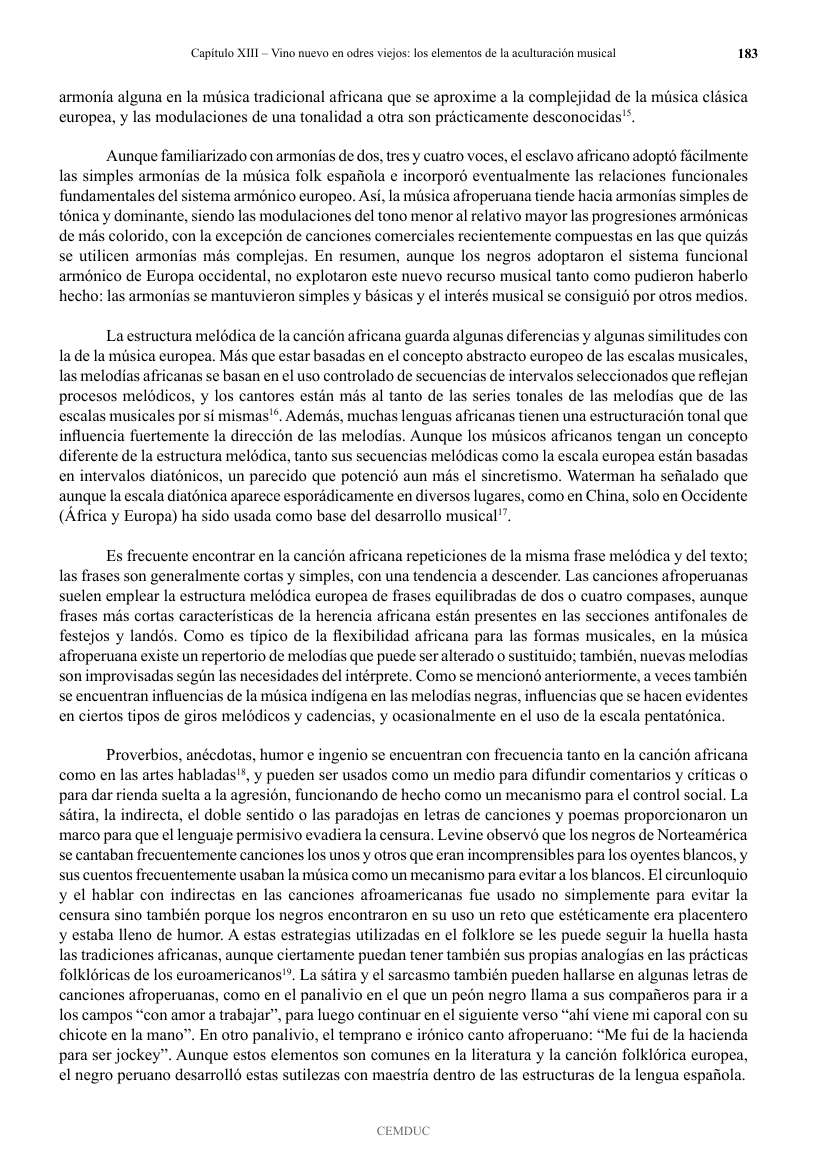 Capítulo XIII – Vino nuevo en odres viejos: los elementos de la aculturación musical 183
armonía alguna en la música tradicional africana que se aproxime a la complejidad de la música clásica
europea, y las modulaciones de una tonalidad a otra son prácticamente desconocidas15.
Aunque familiarizado con armonías de dos, tres y cuatro voces, el esclavo africano adoptó fácilmente
las simples armonías de la música folk española e incorporó eventualmente las relaciones funcionales
fundamentales del sistema armónico europeo. Así, la música afroperuana tiende hacia armonías simples de
tónica y dominante, siendo las modulaciones del tono menor al relativo mayor las progresiones armónicas
de más colorido, con la excepción de canciones comerciales recientemente compuestas en las que quizás
se utilicen armonías más complejas. En resumen, aunque los negros adoptaron el sistema funcional
armónico de Europa occidental, no explotaron este nuevo recurso musical tanto como pudieron haberlo
hecho: las armonías se mantuvieron simples y básicas y el interés musical se consiguió por otros medios.
La estructura melódica de la canción africana guarda algunas diferencias y algunas similitudes con
la de la música europea. Más que estar basadas en el concepto abstracto europeo de las escalas musicales,
las melodías africanas se basan en el uso controlado de secuencias de intervalos seleccionados que reflejan
procesos melódicos, y los cantores están más al tanto de las series tonales de las melodías que de las
escalas musicales por sí mismas16. Además, muchas lenguas africanas tienen una estructuración tonal que
influencia fuertemente la dirección de las melodías. Aunque los músicos africanos tengan un concepto
diferente de la estructura melódica, tanto sus secuencias melódicas como la escala europea están basadas
en intervalos diatónicos, un parecido que potenció aun más el sincretismo. Waterman ha señalado que
aunque la escala diatónica aparece esporádicamente en diversos lugares, como en China, solo en Occidente
(África y Europa) ha sido usada como base del desarrollo musical17.
Es frecuente encontrar en la canción africana repeticiones de la misma frase melódica y del texto;
las frases son generalmente cortas y simples, con una tendencia a descender. Las canciones afroperuanas
suelen emplear la estructura melódica europea de frases equilibradas de dos o cuatro compases, aunque
frases más cortas características de la herencia africana están presentes en las secciones antifonales de
festejos y landós. Como es típico de la flexibilidad africana para las formas musicales, en la música
afroperuana existe un repertorio de melodías que puede ser alterado o sustituido; también, nuevas melodías
son improvisadas según las necesidades del intérprete. Como se mencionó anteriormente, a veces también
se encuentran influencias de la música indígena en las melodías negras, influencias que se hacen evidentes
en ciertos tipos de giros melódicos y cadencias, y ocasionalmente en el uso de la escala pentatónica.
Proverbios, anécdotas, humor e ingenio se encuentran con frecuencia tanto en la canción africana
como en las artes habladas18, y pueden ser usados como un medio para difundir comentarios y críticas o
para dar rienda suelta a la agresión, funcionando de hecho como un mecanismo para el control social. La
sátira, la indirecta, el doble sentido o las paradojas en letras de canciones y poemas proporcionaron un
marco para que el lenguaje permisivo evadiera la censura. Levine observó que los negros de Norteamérica
se cantaban frecuentemente canciones los unos y otros que eran incomprensibles para los oyentes blancos, y
sus cuentos frecuentemente usaban la música como un mecanismo para evitar a los blancos. El circunloquio
y el hablar con indirectas en las canciones afroamericanas fue usado no simplemente para evitar la
censura sino también porque los negros encontraron en su uso un reto que estéticamente era placentero
y estaba lleno de humor. A estas estrategias utilizadas en el folklore se les puede seguir la huella hasta
las tradiciones africanas, aunque ciertamente puedan tener también sus propias analogías en las prácticas
folklóricas de los euroamericanos19. La sátira y el sarcasmo también pueden hallarse en algunas letras de
canciones afroperuanas, como en el panalivio en el que un peón negro llama a sus compañeros para ir a
los campos “con amor a trabajar”, para luego continuar en el siguiente verso “ahí viene mi caporal con su
chicote en la mano”. En otro panalivio, el temprano e irónico canto afroperuano: “Me fui de la hacienda
para ser jockey”. Aunque estos elementos son comunes en la literatura y la canción folklórica europea,
el negro peruano desarrolló estas sutilezas con maestría dentro de las estructuras de la lengua española.
CEMDUC